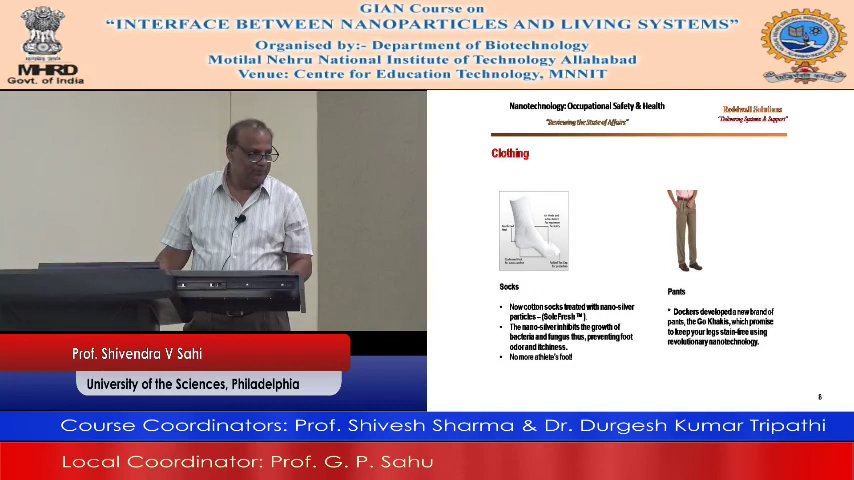 GIAN Course on
“INTERFACE BETWEEN NANOPARTICLES AND LIVING SYSTEMS”
Organised by:- Department of Biotechnology
Motilal Nehru National Institute of Technology Allahabad
Venue: Centre for Education Technology, MNNIT
MHRD
Govt. of India
Nanotechnology: Occupational Safety & Health
"Reviewing the State of Affairs"
"Delivering Systems & Support"
Clothing
Socks
• Now cotton socks treated with nano-silver
particles – (SoleFresh ™).
• The nano-silver inhibits the growth of
bacteria and fungus thus, preventing foot
odor and itchiness.
• No more athlete's foot!
Pants
* Dockers developed a new brand of
pants, the Go Khakis, which promise
to keep your legs stain-free using
revolutionary nanotechnology.
8
Prof. Shivendra V Sahi
University of the Sciences, Philadelphia
Course Coordinators: Prof. Shivesh Sharma & Dr. Durgesh Kumar Tripathi
Local Coordinator: Prof. G. P. Sahu